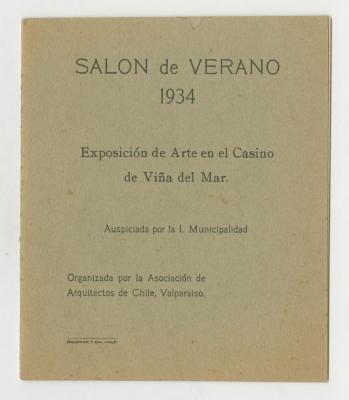 SALON de VERANO
1934
Exposición de Arte en el Casino
de Viña del Mar.
Auspiciada por la I. Municipalidad
Organizada por la Asociación de
Arquitectos de Chile, Valparaiso.